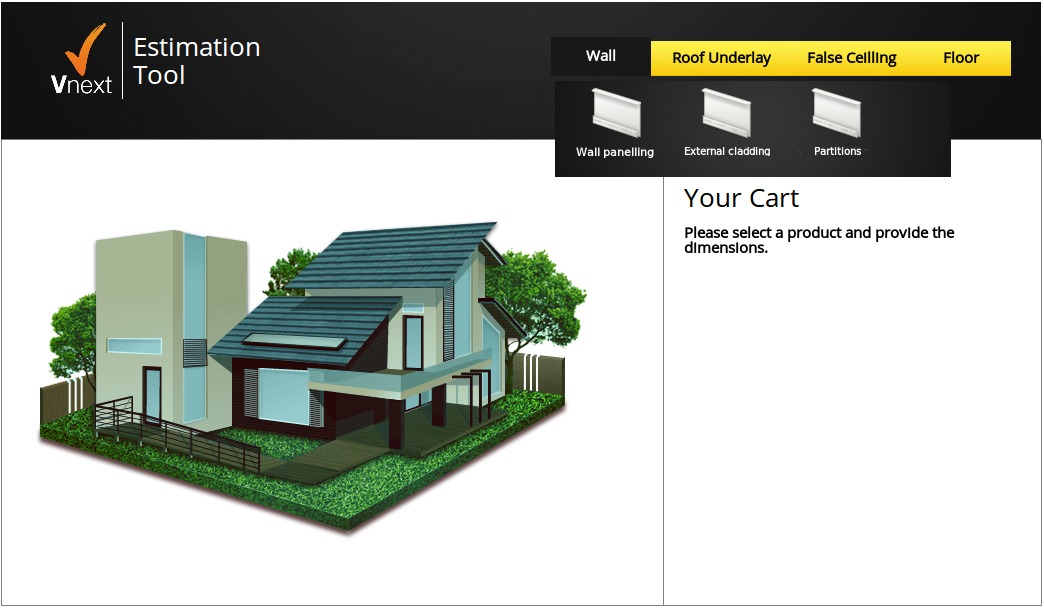 Estimation
Tool
Vnext
Wall
Roof Underlay
False Ceilling
Floor
Wall panelling
External cladding
Partitions
Your Cart
Please select a product and provide the
dimensions.